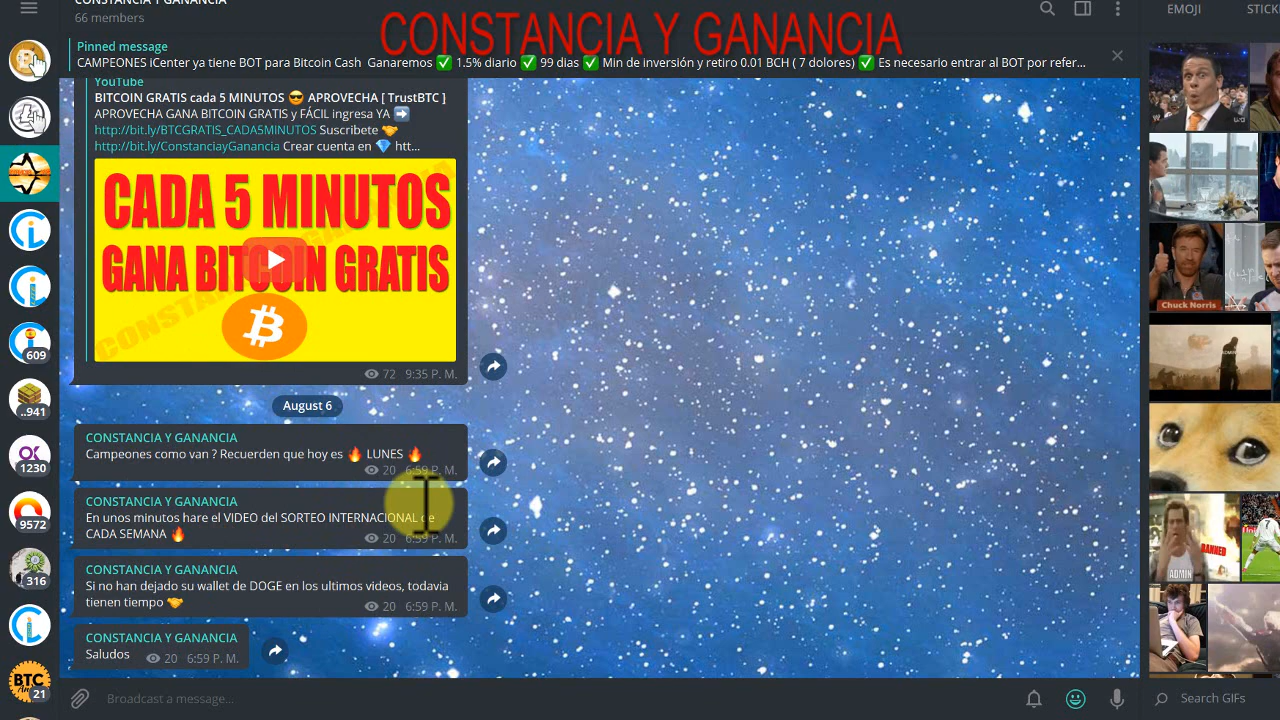 CONSTANCIA Y GANANCIA
66 members
CONSTANCIA Y GANANCIA
EMOJI
Pinned message
CAMPEONES iCenter ya tiene BOT para Bitcoin Cash Ganaremos ✅ 1.5% diario ✅ 99 dias ✅ Min de inversión y retiro 0.01 BCH ( 7 dolores) ✅ Es necesario entrar al BOT por refer...
YouTube
BITCOIN GRATIS cada 5 MINUTOS 😎 APROVECHA [ TrustBTC ]
APROVECHA GANA BITCOIN GRATIS y FÁCIL ingresa YA ➡️
http://bit.ly/BTCGRATIS_CADA5MINUTOS Suscribete 🤝
http://bit.ly/ConstanciayGanancia Crear cuenta en 💎 htt...
CADA 5 MINUTOS
GANA BITCOIN GRATIS
72 9:35 P. M.
August 6
CONSTANCIA Y GANANCIA
Campeones como van ? Recuerden que hoy es 🔥 LUNES 🔥
20 6:59 P. M.
CONSTANCIA Y GANANCIA
En unos minutos hare el VIDEO del SORTEO INTERNACIONAL de
CADA SEMANA 🔥
20 6:59 P. M.
CONSTANCIA Y GANANCIA
Si no han dejado su wallet de DOGE en los ultimos videos, todavia
tienen tiempo 🤝
20 6:59 P. M.
CONSTANCIA Y GANANCIA
Saludos
20 6:59 P. M.
Broadcast a message...
609
..941
1230
9572
316
BTC
21
Chuck Norris
BANNED
ADMIN
Search GIFs